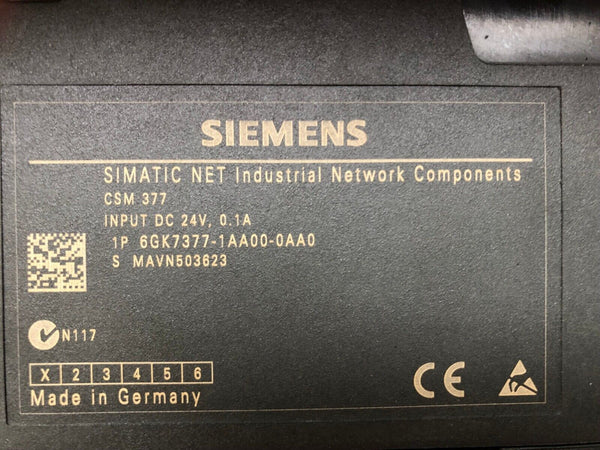 SIEMENS
SIMATIC NET Industrial Network Components
CSM 377
INPUT DC 24V, 0.1A
1P 6GK7377-1AA00-0AA0
S MAVN503623
N117
X 2 3 4 5 6
Made in Germany
CE